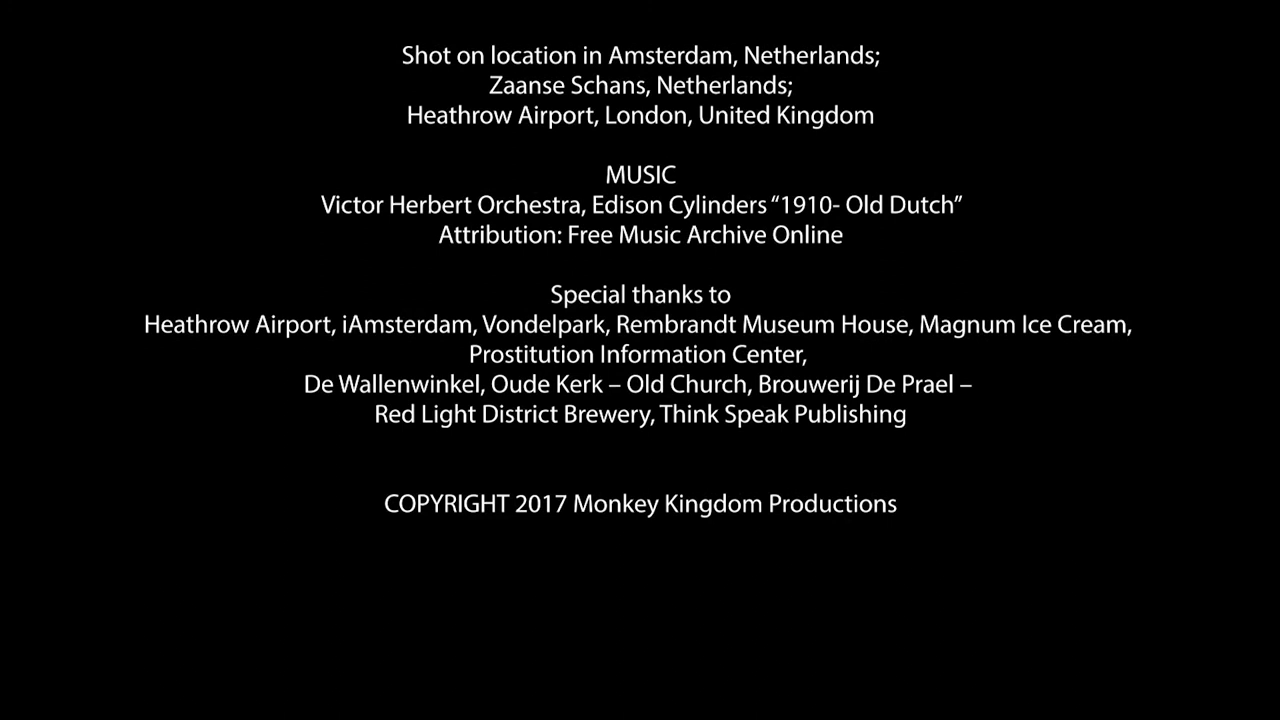 Shot on location in Amsterdam, Netherlands;
Zaanse Schans, Netherlands;
Heathrow Airport, London, United Kingdom
MUSIC
Victor Herbert Orchestra, Edison Cylinders “1910- Old Dutch”
Attribution: Free Music Archive Online
Special thanks to
Heathrow Airport, iAmsterdam, Vondelpark, Rembrandt Museum House, Magnum Ice Cream,
Prostitution Information Center,
De Wallenwinkel, Oude Kerk – Old Church, Brouwerij De Prael –
Red Light District Brewery, Think Speak Publishing
COPYRIGHT 2017 Monkey Kingdom Productions